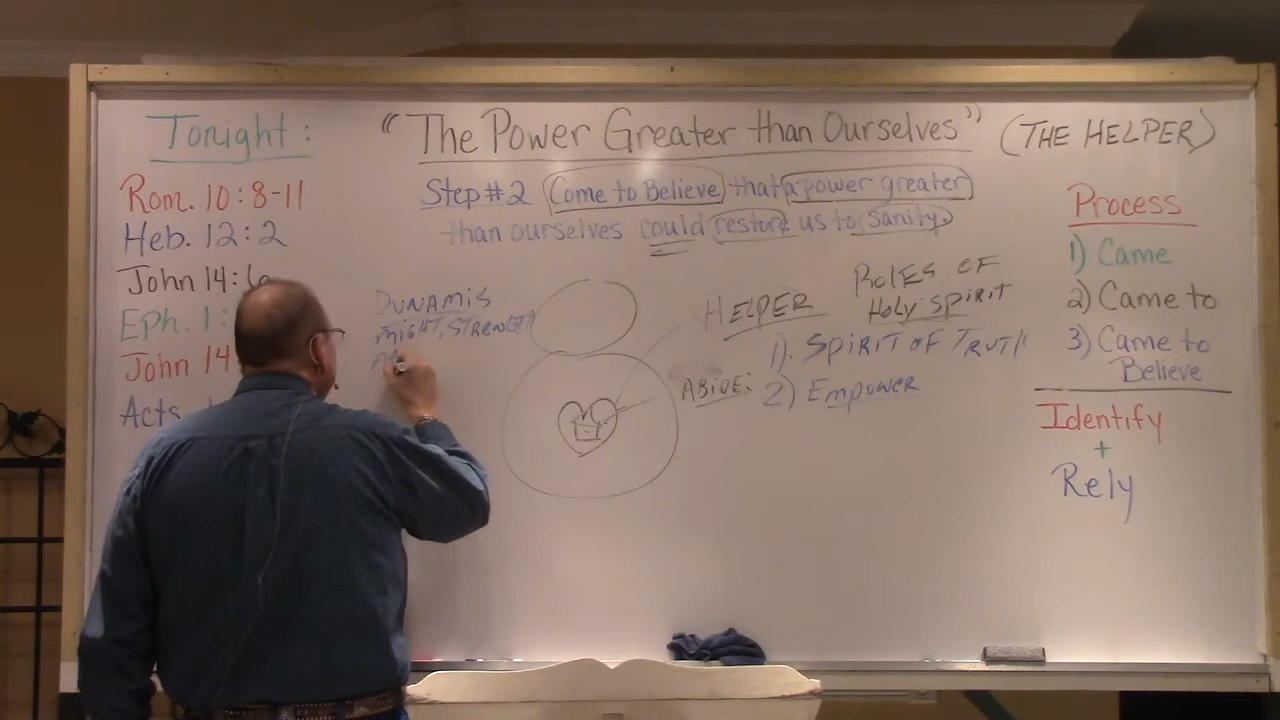 Tonight:
Rom. 10:8-11
Heb. 12:2
John 14:6
Eph. 1:
John 14
Acts
"The Power Greater than Ourselves" (THE HELPER)
Step #2 Come to Believe that a power greater
than ourselves could restore us to sanity.
DUNAMIS
MIGHT, STRENGTH
HELPER
ROLES OF
HOLY SPIRIT
1). SPIRIT OF TRUTH
ABIDE: 2) EMPOWER
Process
1) Came
2) Came to
3) Came to
Believe
Identify
+
Rely